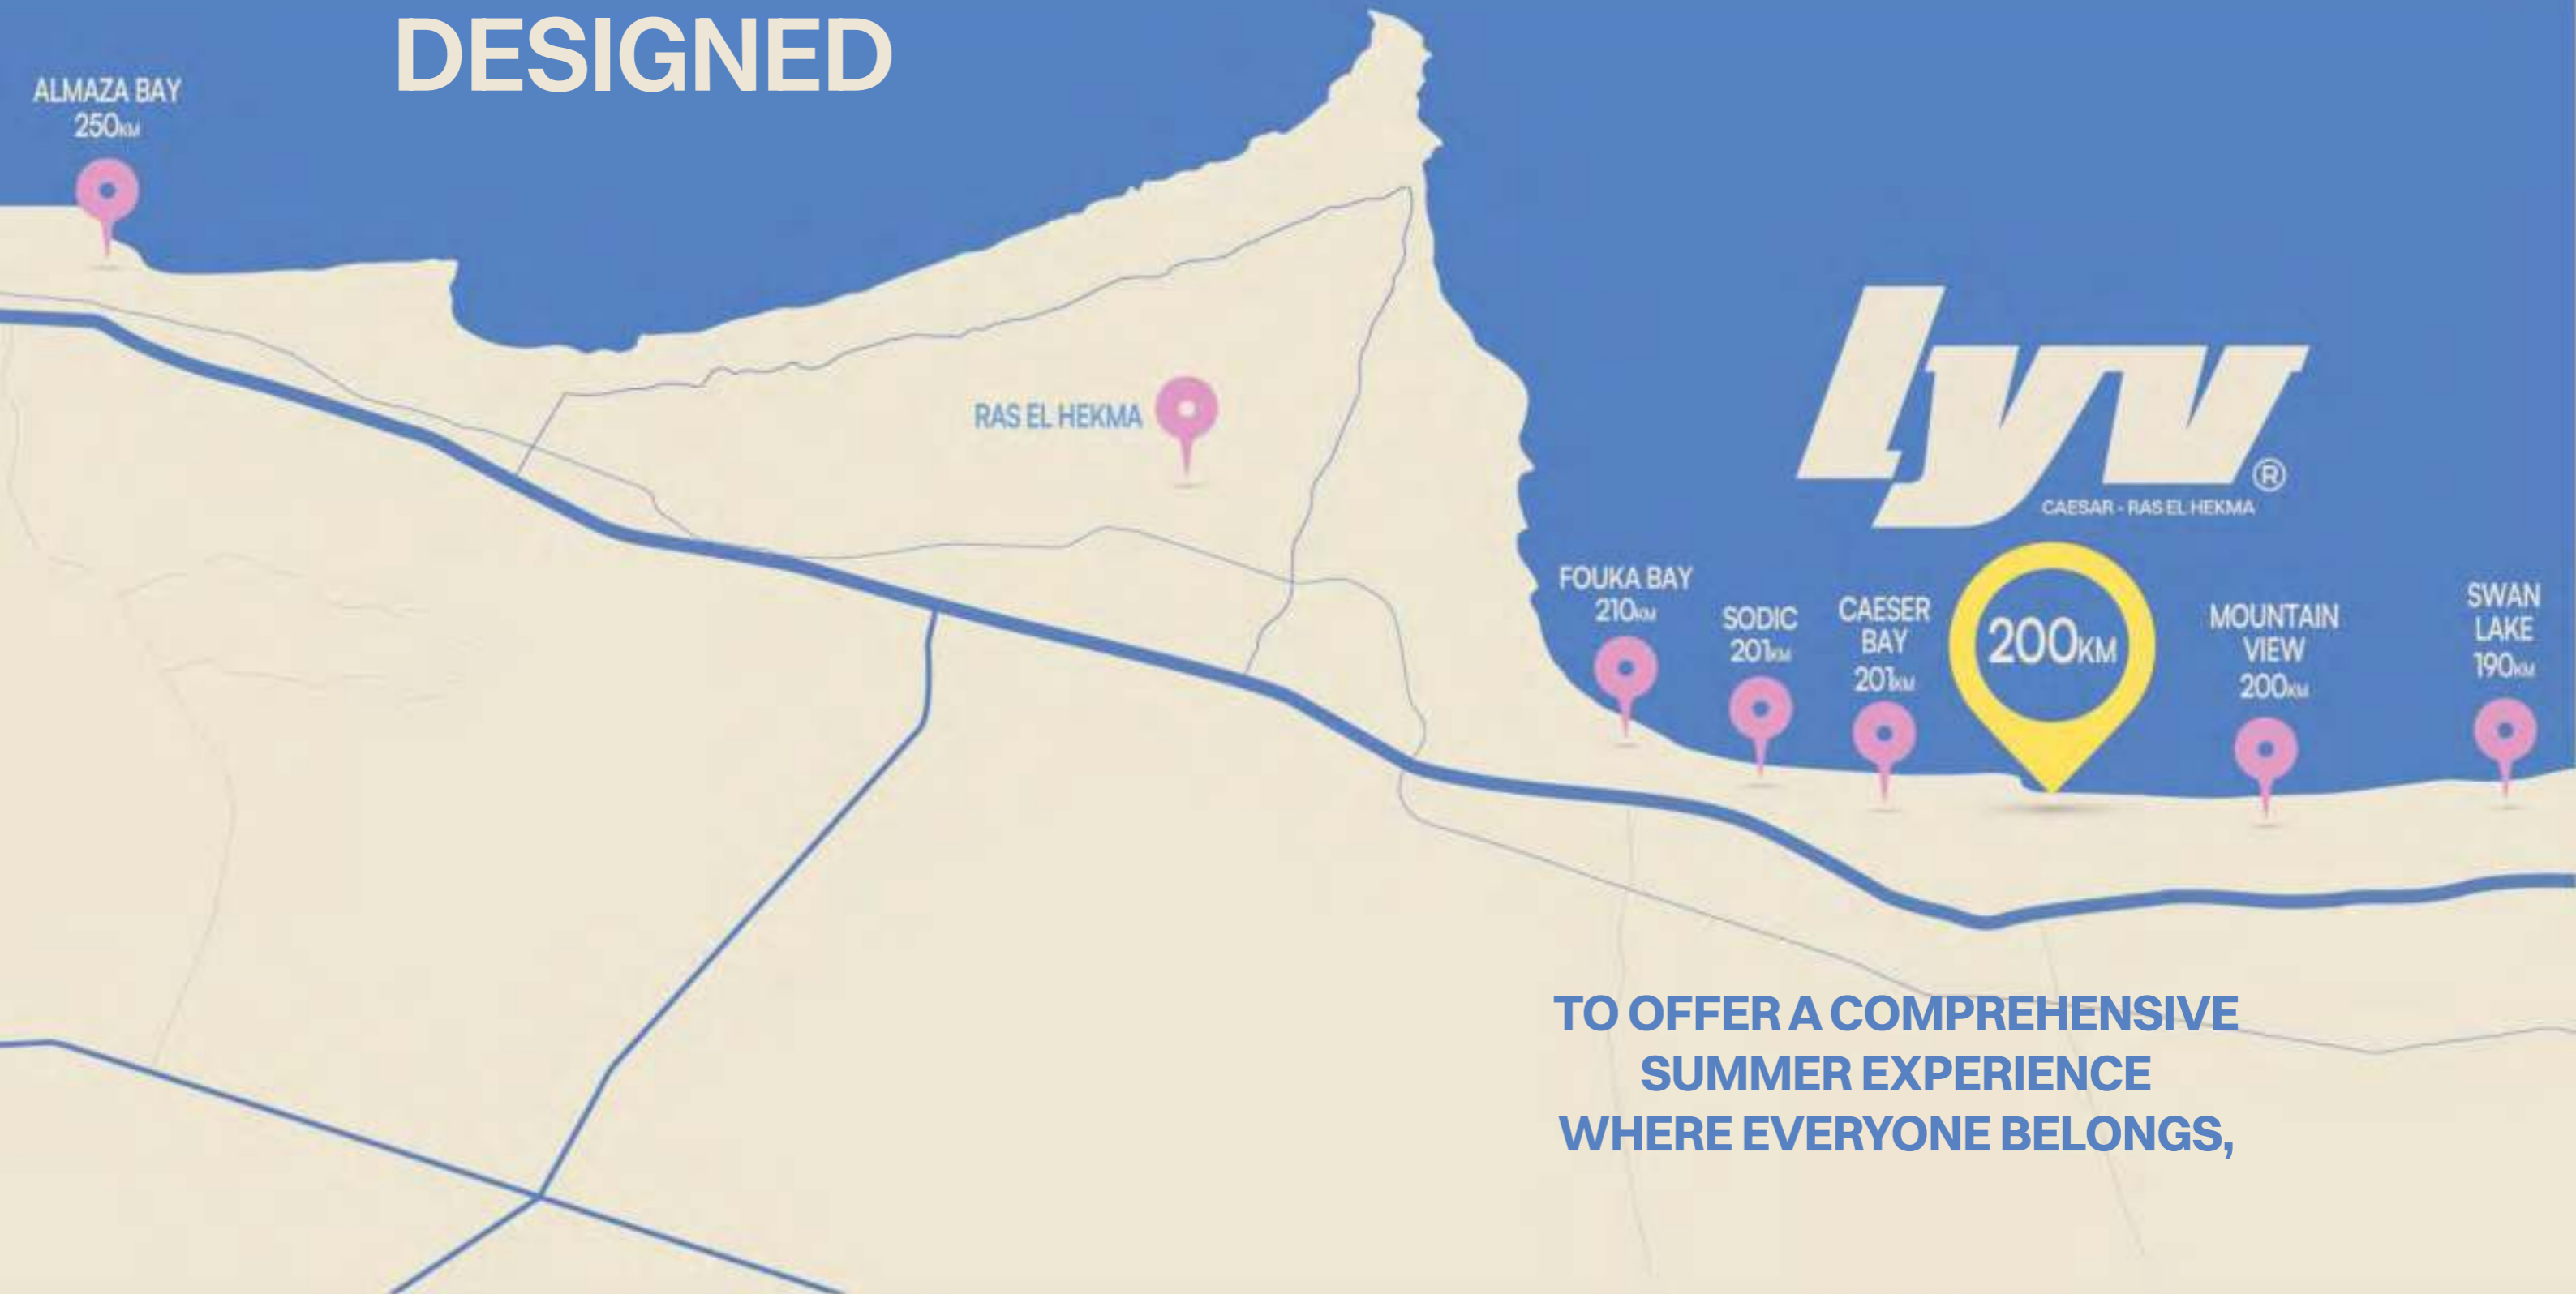 DESIGNED
ALMAZA BAY
250KM
RAS EL HEKMA
lyv®
CAESAR - RAS EL HEKMA
FOUKA BAY
210KM
SODIC
201KM
CAESER
BAY
201KM
200KM
MOUNTAIN
VIEW
200KM
SWAN
LAKE
190KM
TO OFFER A COMPREHENSIVE
SUMMER EXPERIENCE
WHERE EVERYONE BELONGS,